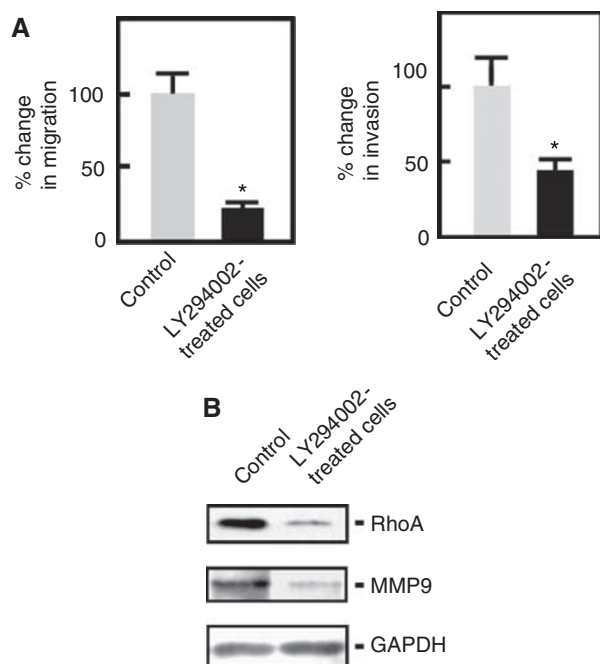 A
% change
in migration
100
50
0
*
Control
LY294002-
treated cells
% change
in invasion
100
50
0
*
Control
LY294002-
treated cells
B
Control
LY294002-
treated cells
RhoA
MMP9
GAPDH